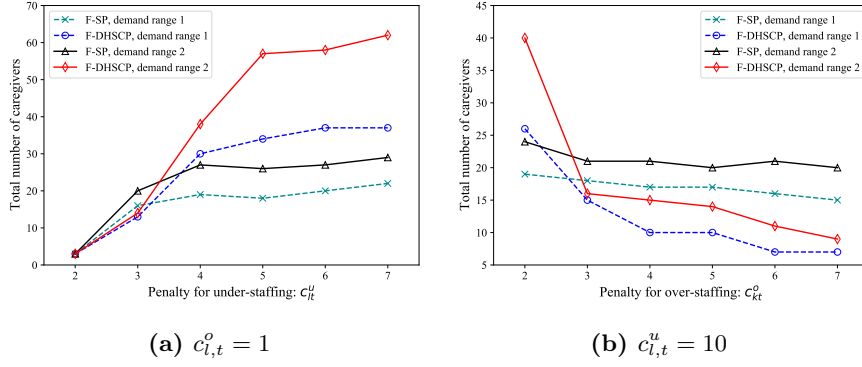 F-SP, demand range 1
F-DHSCP, demand range 1
F-SP, demand range 2
F-DHSCP, demand range 2
Total number of caregivers
70
60
50
40
30
20
10
0
2 3 4 5 6 7
Penalty for under-staffing: c^u_{lt}
(a) c^o_{l,t} = 1
F-SP, demand range 1
F-DHSCP, demand range 1
F-SP, demand range 2
F-DHSCP, demand range 2
Total number of caregivers
45
40
35
30
25
20
15
10
5
2 3 4 5 6 7
Penalty for over-staffing: c^o_{kt}
(b) c^u_{l,t} = 10